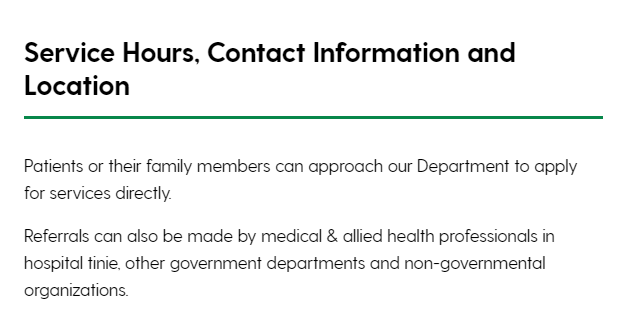 Service Hours, Contact Information and
Location
Patients or their family members can approach our Department to apply
for services directly.
Referrals can also be made by medical & allied health professionals in
hospital tinie, other government departments and non-governmental
organizations.